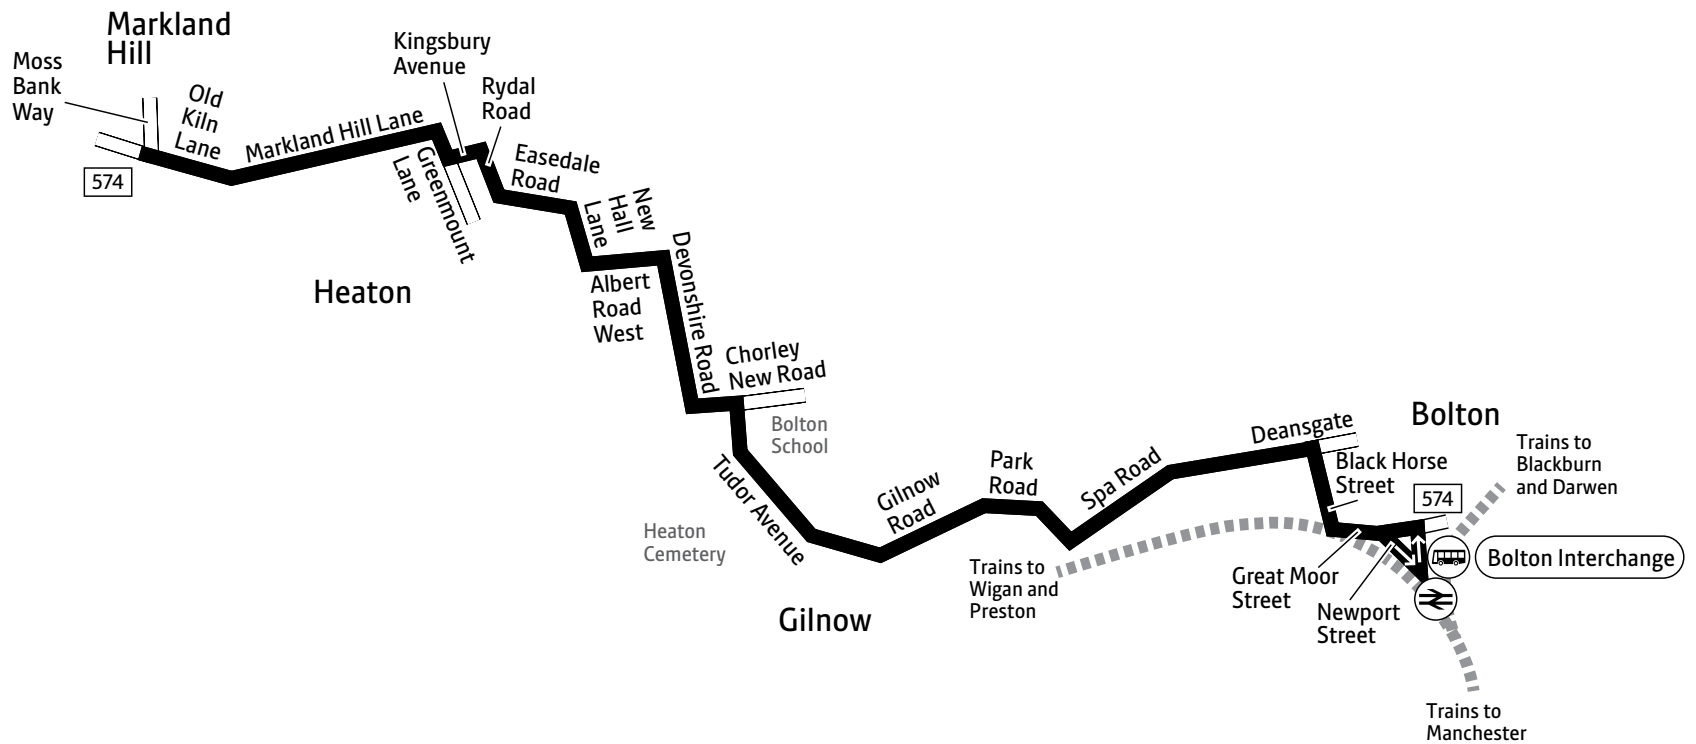 Markland
Hill
Moss
Bank
Way
Old
Kiln
Lane
574
Markland Hill Lane
Kingsbury
Avenue
Rydal
Road
Greenmount
Lane
Easedale
Road
New
Hall
Lane
Heaton
Albert
Road
West
Devonshire Road
Chorley
New Road
Bolton
School
Tudor Avenue
Heaton
Cemetery
Gilnow
Road
Gilnow
Park
Road
Spa Road
Trains to
Wigan and
Preston
Deansgate
Bolton
Black Horse
Street
574
Trains to
Blackburn
and Darwen
Great Moor
Street
Newport
Street
Bolton Interchange
Trains to
Manchester